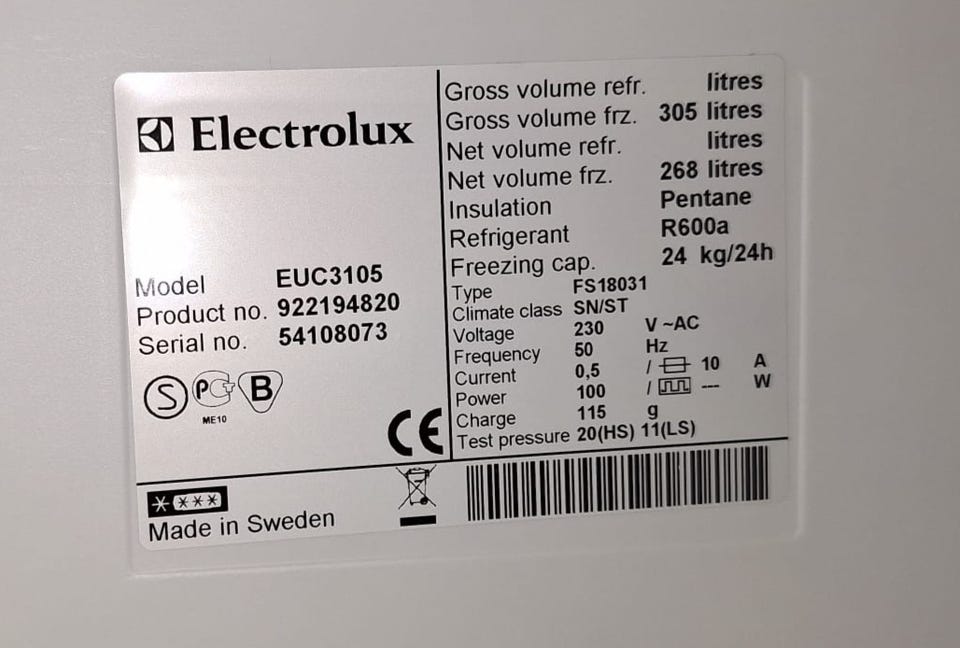 Electrolux
Model EUC3105
Product no. 922194820
Serial no. 54108073
S PCT B
ME10
CE
Made in Sweden
Gross volume refr. litres
Gross volume frz. 305 litres
Net volume refr. litres
Net volume frz. 268 litres
Insulation Pentane
Refrigerant R600a
Freezing cap. 24 kg/24h
Type FS18031
Climate class SN/ST
Voltage 230 V ~AC
Frequency 50 Hz
Current 0,5 / 10 A
Power 100 / --- W
Charge 115 g
Test pressure 20(HS) 11(LS)